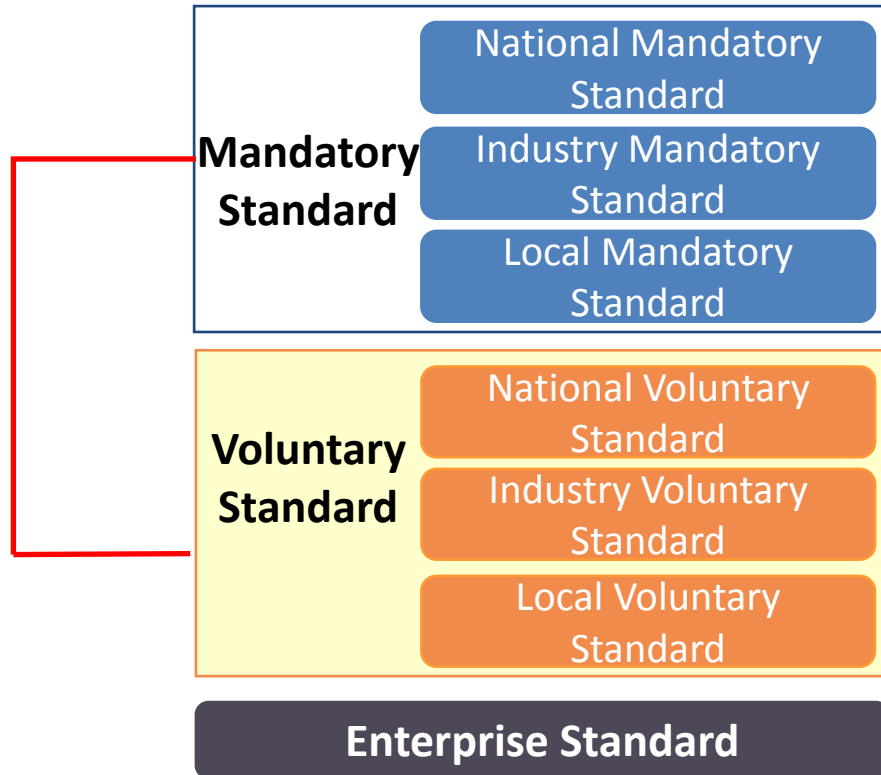 National Mandatory
Standard
Mandatory
Standard
Industry Mandatory
Standard
Local Mandatory
Standard
National Voluntary
Standard
Voluntary
Standard
Industry Voluntary
Standard
Local Voluntary
Standard
Enterprise Standard